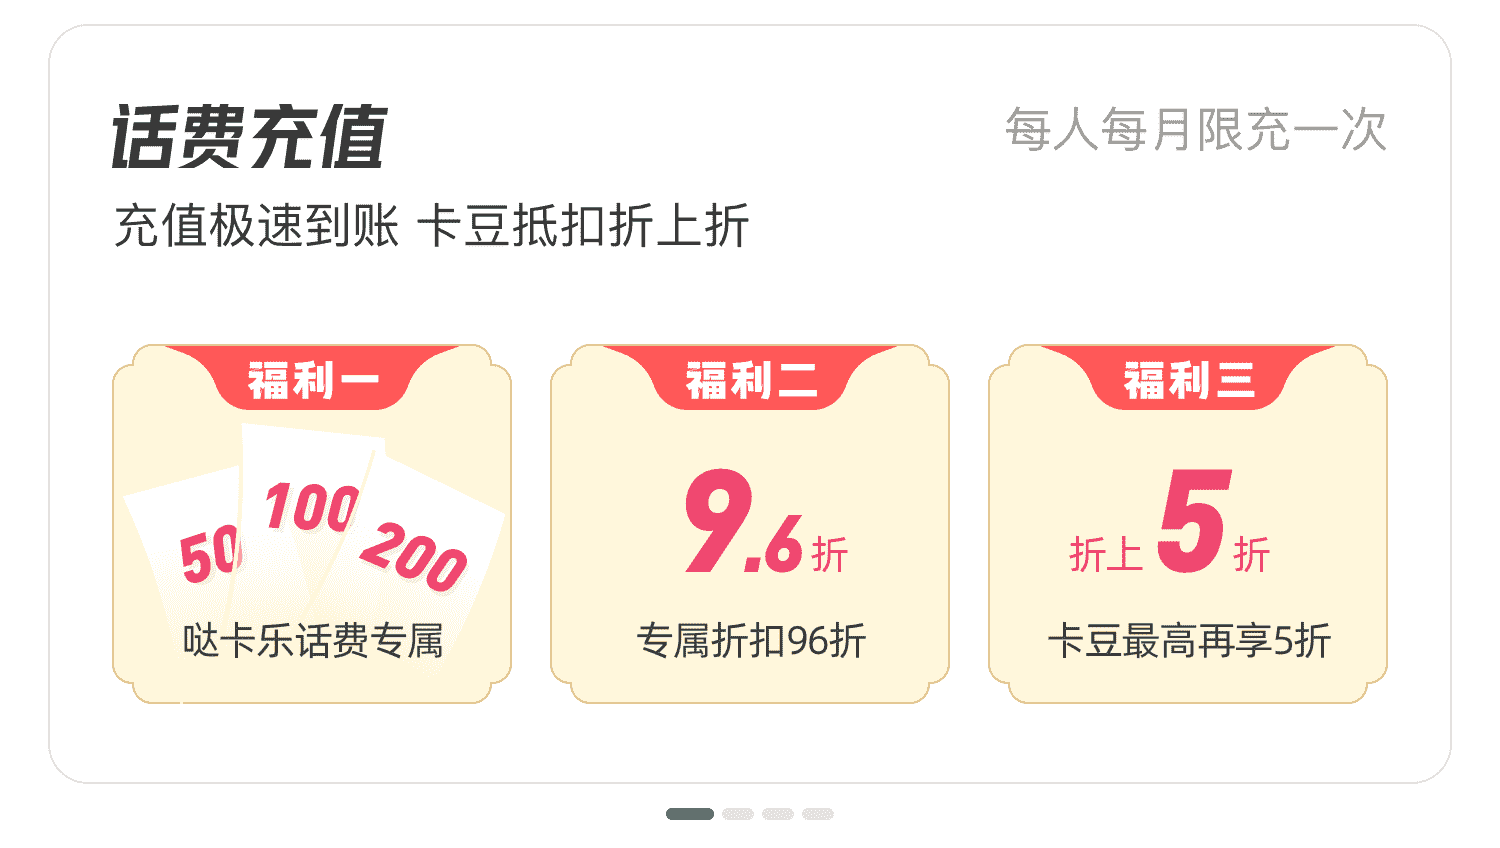 话费充值
每人每月限充一次
充值极速到账 卡豆抵扣折上折
福利一
50
100
200
哒卡乐话费专属
福利二
9.6折
专属折扣96折
福利三
折上5折
卡豆最高再享5折